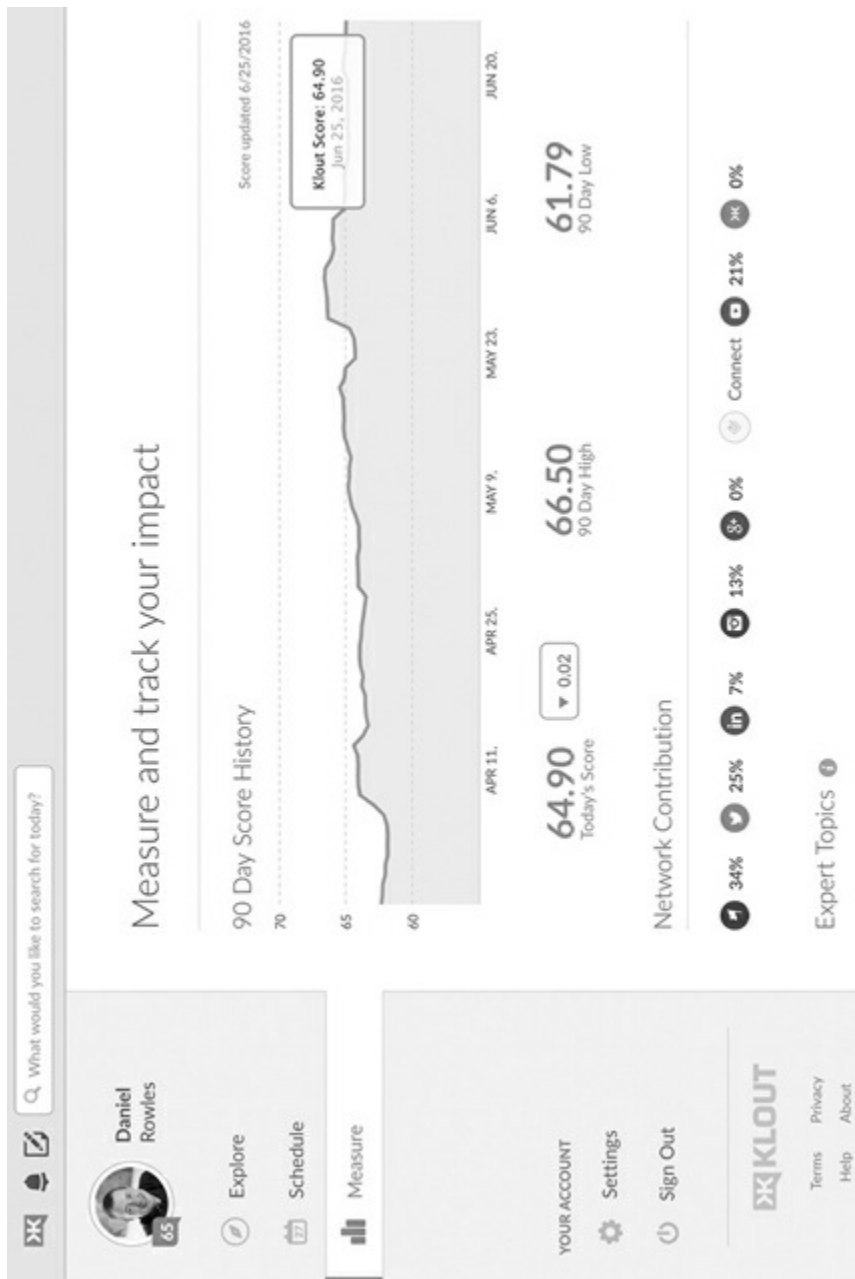 What would you like to search for today?
Daniel
Rowles
65
Explore
27
Schedule
Measure
YOUR ACCOUNT
Settings
Sign Out
KLOUT
Terms Privacy
Help About
Measure and track your impact
90 Day Score History
Score updated 6/25/2016
70
65
60
Klout Score: 64.90
Jun 25, 2016
APR 11, APR 25, MAY 9, MAY 23, JUN 6, JUN 20,
64.90
Today's Score
▼ 0.02
66.50
90 Day High
61.79
90 Day Low
Network Contribution
34% 25% in 7% 13% g+ 0% Connect 21% 0%
Expert Topics i